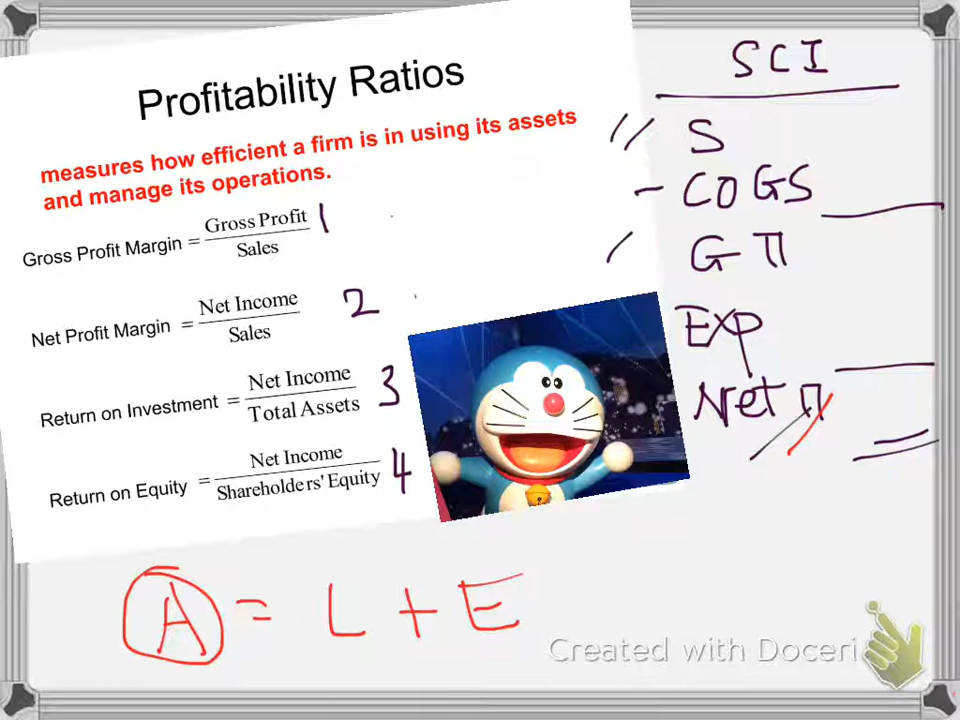 Profitability Ratios
measures how efficient a firm is in using its assets
and manage its operations.
Gross Profit Margin = Gross Profit / Sales 1
Net Profit Margin = Net Income / Sales 2
Return on Investment = Net Income / Total Assets 3
Return on Equity = Net Income / Shareholders' Equity 4
SCI
S
- COGS
G π
EXP
Net π
A = L + E
Created with Doceri